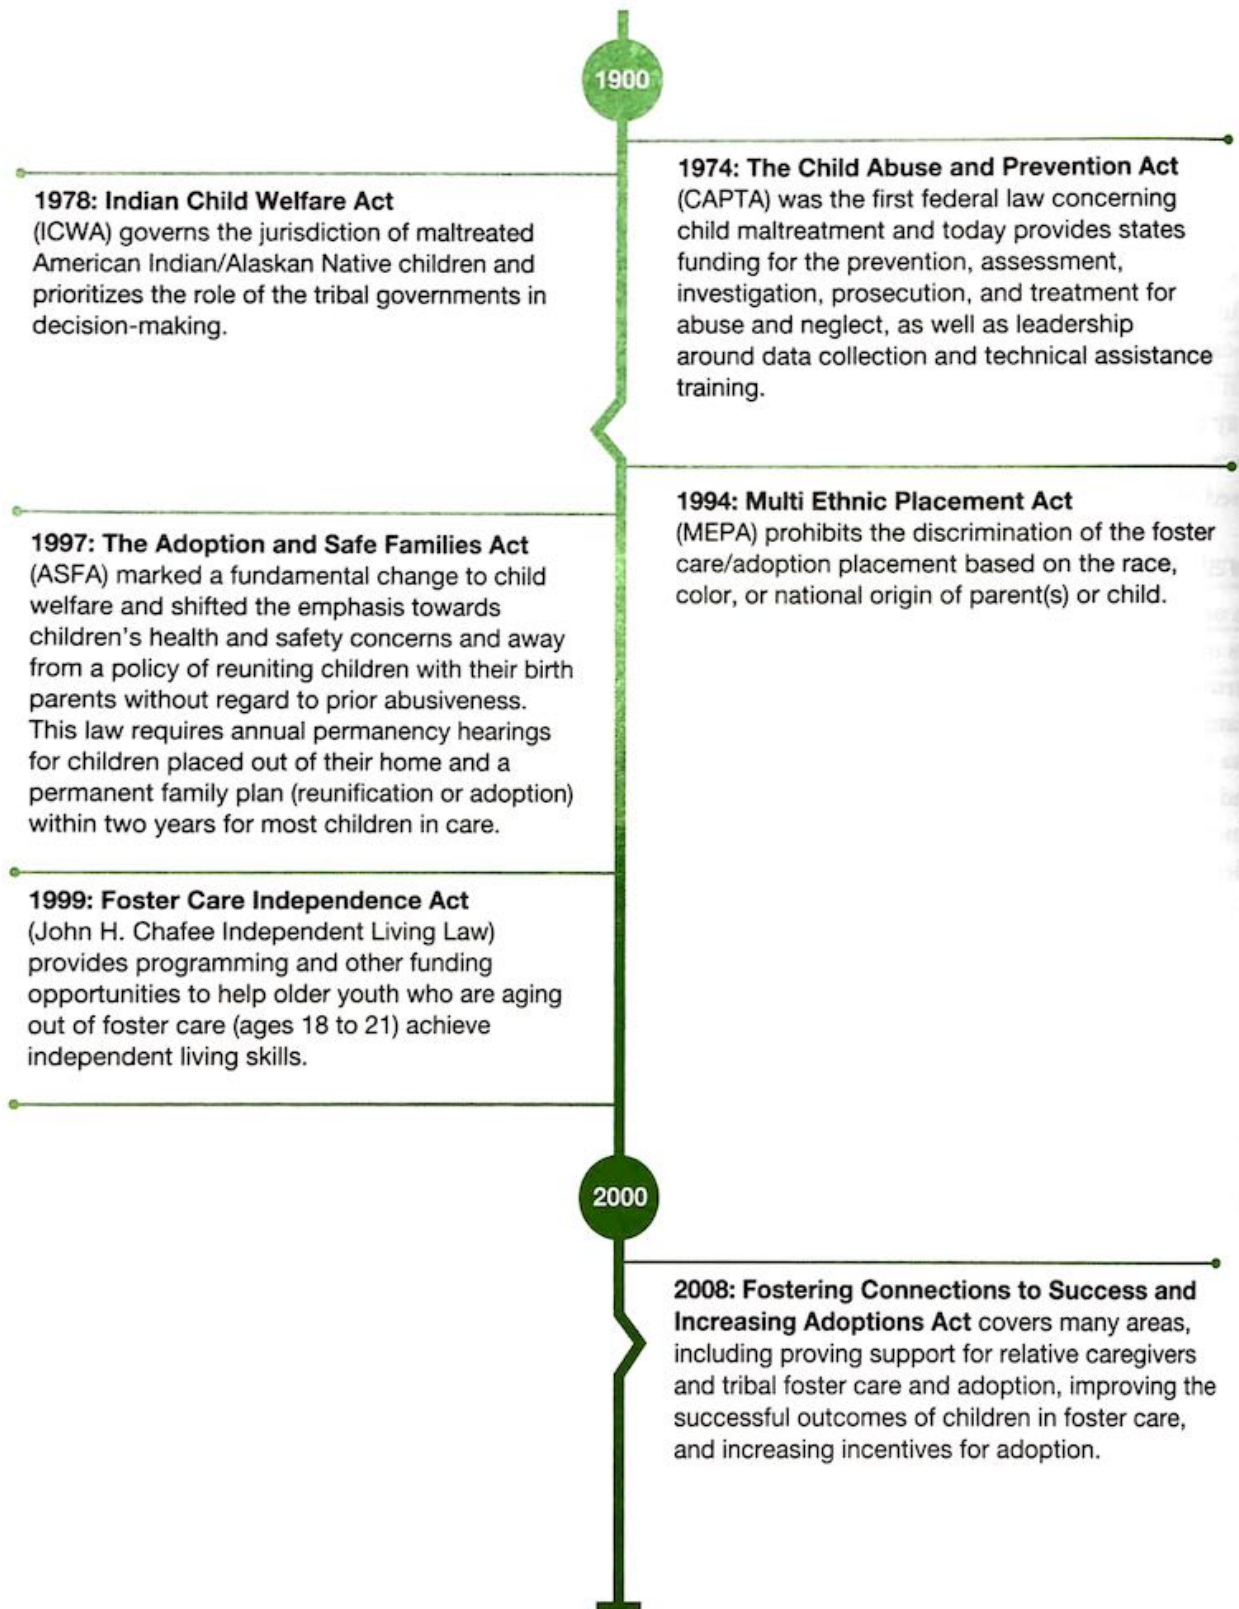 1900
1974: The Child Abuse and Prevention Act
(CAPTA) was the first federal law concerning
child maltreatment and today provides states
funding for the prevention, assessment,
investigation, prosecution, and treatment for
abuse and neglect, as well as leadership
around data collection and technical assistance
training.
1978: Indian Child Welfare Act
(ICWA) governs the jurisdiction of maltreated
American Indian/Alaskan Native children and
prioritizes the role of the tribal governments in
decision-making.
1994: Multi Ethnic Placement Act
(MEPA) prohibits the discrimination of the foster
care/adoption placement based on the race,
color, or national origin of parent(s) or child.
1997: The Adoption and Safe Families Act
(ASFA) marked a fundamental change to child
welfare and shifted the emphasis towards
children's health and safety concerns and away
from a policy of reuniting children with their birth
parents without regard to prior abusiveness.
This law requires annual permanency hearings
for children placed out of their home and a
permanent family plan (reunification or adoption)
within two years for most children in care.
1999: Foster Care Independence Act
(John H. Chafee Independent Living Law)
provides programming and other funding
opportunities to help older youth who are aging
out of foster care (ages 18 to 21) achieve
independent living skills.
2000
2008: Fostering Connections to Success and
Increasing Adoptions Act covers many areas,
including proving support for relative caregivers
and tribal foster care and adoption, improving the
successful outcomes of children in foster care,
and increasing incentives for adoption.